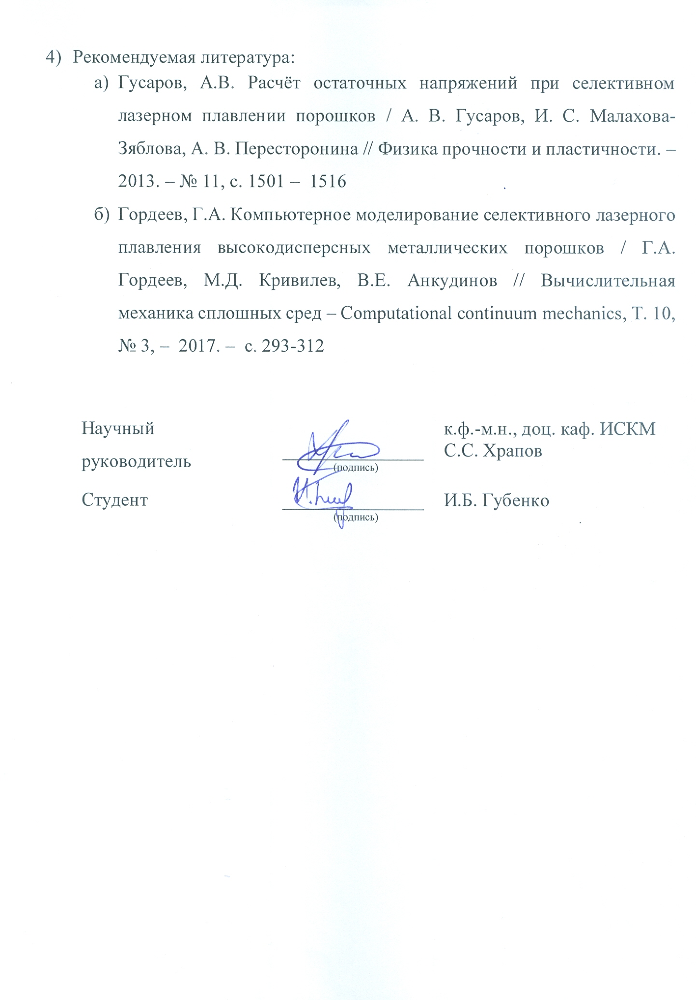 4) Рекомендуемая литература:
а) Гусаров, А.В. Расчёт остаточных напряжений при селективном
лазерном плавлении порошков / А. В. Гусаров, И. С. Малахова-
Зяблова, А. В. Пересторонина // Физика прочности и пластичности. –
2013. – № 11, с. 1501 – 1516
б) Гордеев, Г.А. Компьютерное моделирование селективного лазерного
плавления высокодисперсных металлических порошков / Г.А.
Гордеев, М.Д. Кривилев, В.Е. Анкудинов // Вычислительная
механика сплошных сред – Computational continuum mechanics, Т. 10,
№ 3, – 2017. – с. 293-312
Научный
руководитель
(подпись)
к.ф.-м.н., доц. каф. ИСКМ
С.С. Храпов
Студент
(подпись)
И.Б. Губенко